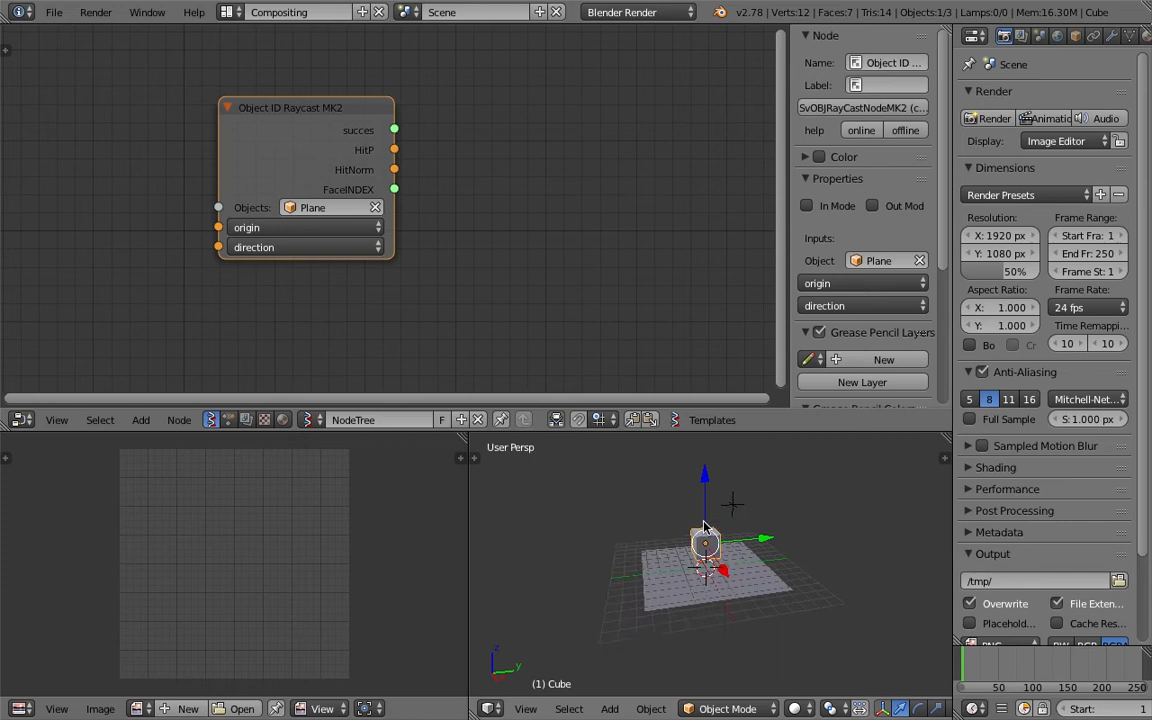 File Render Window Help Compositing Scene Blender Render v2.78 | Verts:12 | Faces:7 | Tris:14 | Objects:1/3 | Lamps:0/0 | Mem:16.30M | Cube
Object ID Raycast MK2
succes
HitP
HitNorm
FaceINDEX
Objects: Plane
origin
direction
Node
Name: Object ID ...
Label:
SvOBJRayCastNodeMK2 (c...
help online offline
Color
Properties
In Mode Out Mod
Inputs:
Object Plane
origin
direction
Grease Pencil Layers
New
New Layer
Scene
Render
Render Animatic Audio
Display: Image Editor
Dimensions
Render Presets
Resolution: Frame Range:
X: 1920 px Start Fra: 1
Y: 1080 px End Fr: 250
50% Frame St: 1
Aspect Ratio: Frame Rate:
X: 1.000 24 fps
Y: 1.000 Time Remappi...
Bo Cr 10 10
Anti-Aliasing
5 8 11 16 Mitchell-Net...
Full Sample S: 1.000 px
Sampled Motion Blur
Shading
Performance
Post Processing
Metadata
Output
/tmp/
Overwrite File Exten...
Placehold... Cache Res...
View Select Add Node NodeTree F Templates
User Persp
z
y
(1) Cube
View Image New Open View
View Select Add Object Object Mode
50 100 150 200 250
Start: 1